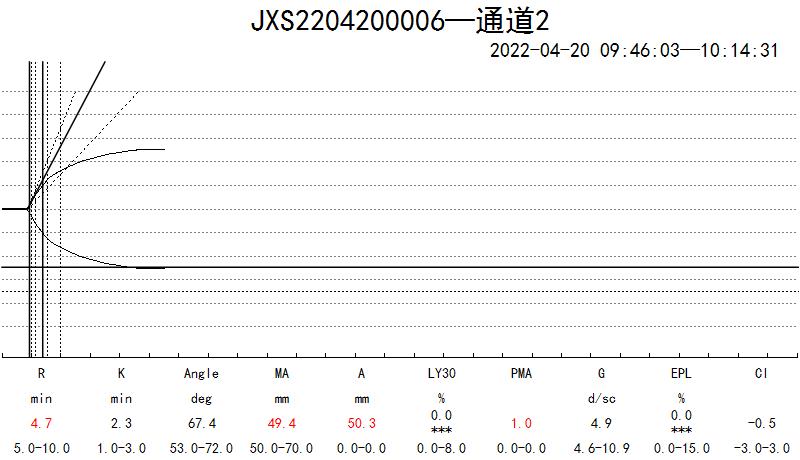 JXS2204200006—通道2
2022-04-20 09:46:03—10:14:31
R K Angle MA A LY30 PMA G EPL CI
min min deg mm mm % d/sc %
4.7 2.3 67.4 49.4 50.3 0.0 *** 1.0 4.9 0.0 *** -0.5
5.0-10.0 1.0-3.0 53.0-72.0 50.0-70.0 0.0-0.0 0.0-8.0 0.0-0.0 4.6-10.9 0.0-15.0 -3.0-3.0